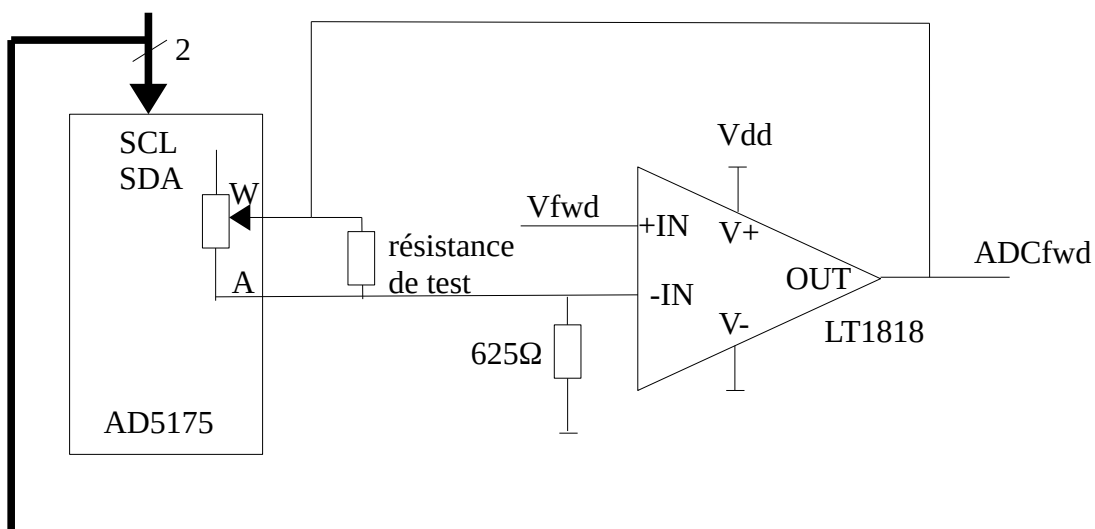 2
SCL
SDA
W
A
AD5175
résistance
de test
Vfwd
+IN
-IN
625Ω
Vdd
V+
OUT
V-
LT1818
ADCfwd